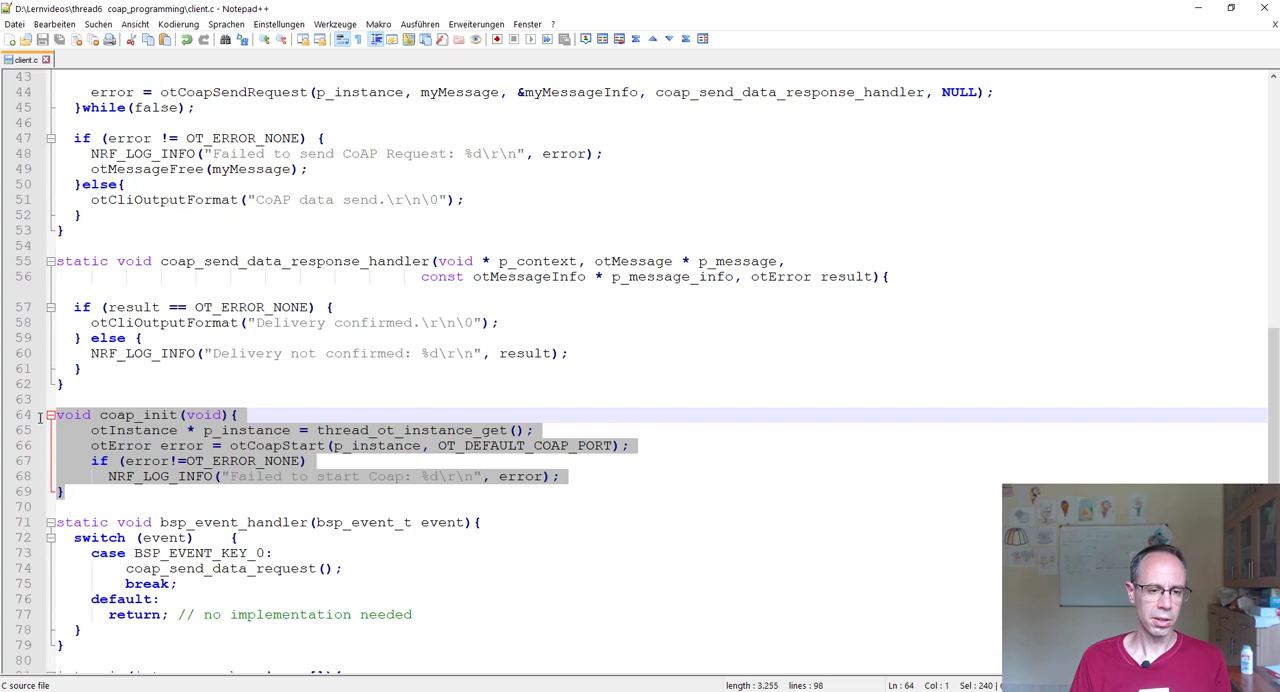 D:\Lernvideos\thread6 coap_programming\client.c - Notepad++
Datei Bearbeiten Suchen Ansicht Kodierung Sprachen Einstellungen Werkzeuge Makro Ausführen Erweiterungen Fenster ?
client.c
43
44 error = otCoapSendRequest(p_instance, myMessage, &myMessageInfo, coap_send_data_response_handler, NULL);
45 }while(false);
46
47 if (error != OT_ERROR_NONE) {
48 NRF_LOG_INFO("Failed to send CoAP Request: %d\r\n", error);
49 otMessageFree(myMessage);
50 }else{
51 otCliOutputFormat("CoAP data send.\r\n\0");
52 }
53 }
54
55 static void coap_send_data_response_handler(void * p_context, otMessage * p_message,
56 const otMessageInfo * p_message_info, otError result){
57 if (result == OT_ERROR_NONE) {
58 otCliOutputFormat("Delivery confirmed.\r\n\0");
59 } else {
60 NRF_LOG_INFO("Delivery not confirmed: %d\r\n", result);
61 }
62 }
63
64 void coap_init(void){
65 otInstance * p_instance = thread_ot_instance_get();
66 otError error = otCoapStart(p_instance, OT_DEFAULT_COAP_PORT);
67 if (error!=OT_ERROR_NONE)
68 NRF_LOG_INFO("Failed to start Coap: %d\r\n", error);
69 }
70
71 static void bsp_event_handler(bsp_event_t event){
72 switch (event) {
73 case BSP_EVENT_KEY_0:
74 coap_send_data_request();
75 break;
76 default:
77 return; // no implementation needed
78 }
79 }
80
C source file length : 3.255 lines : 98 Ln : 64 Col : 1 Sel : 240 |